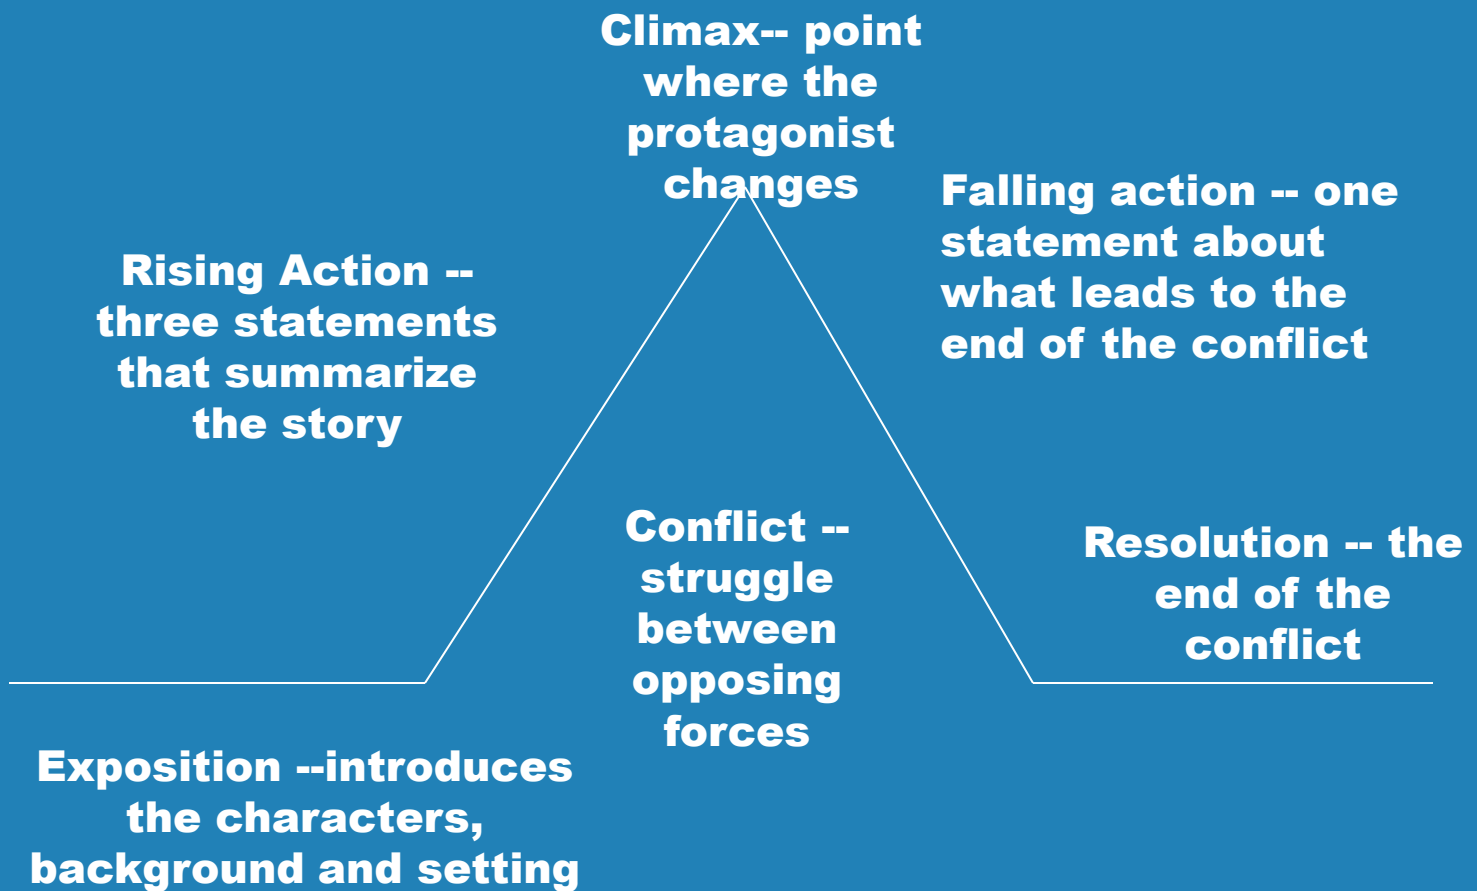 Climax-- point
where the
protagonist
changes
Falling action -- one
statement about
what leads to the
end of the conflict
Rising Action --
three statements
that summarize
the story
Conflict --
struggle
between
opposing
forces
Resolution -- the
end of the
conflict
Exposition --introduces
the characters,
background and setting